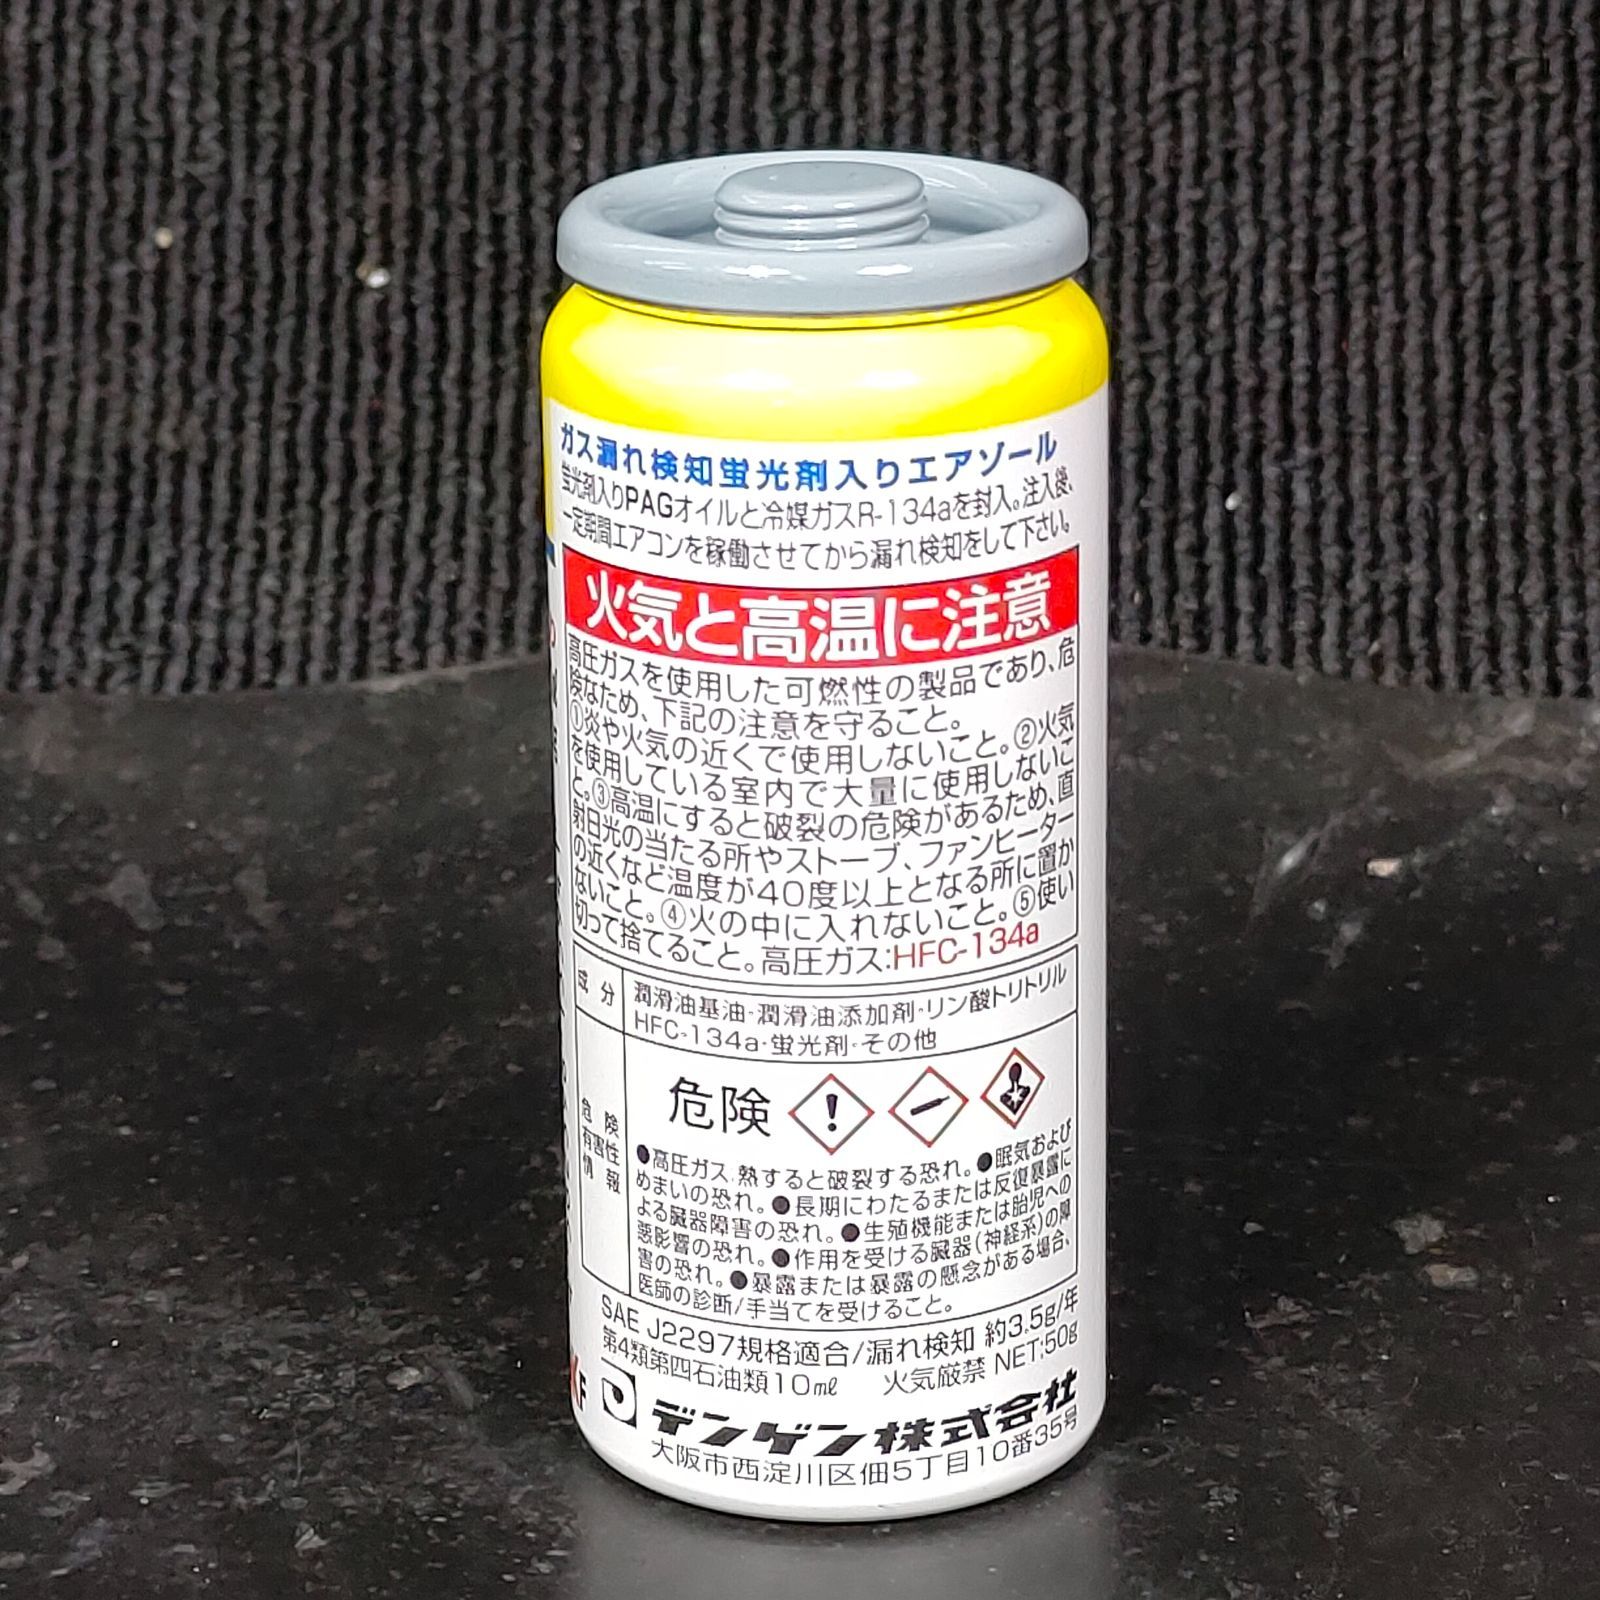 ガス漏れ検知蛍光剤入りエアゾール
蛍光剤入りPAGオイルと冷媒ガスR-134aを封入。注入後、
一定期間エアコンを稼働させてから漏れ検知をして下さい。
火気と高温に注意
高圧ガスを使用した可燃性の製品であり、危
険なため、下記の注意を守ること。
①炎や火気の近くで使用しないこと。②火気
を使用している室内で大量に使用しないこ
と。③高温にすると破裂の危険があるため、直
射日光の当たる所やストーブ、ファンヒーター
の近くなど温度が40度以上となる所に置か
ないこと。④火の中に入れないこと。⑤使い
切って捨てること。高圧ガス:HFC-134a
成分
潤滑油基油・潤滑油添加剤・リン酸トリトリル
HFC-134a・蛍光剤・その他
危険
有害性
情報
危険
●高圧ガス:熱すると破裂する恐れ。●眠気および
めまいの恐れ。●長期にわたるまたは反復暴露に
よる臓器障害の恐れ。●生殖機能または胎児への
悪影響の恐れ。●作用を受ける臓器(神経系)の障
害の恐れ。●暴露または暴露の懸念がある場合、
医師の診断/手当てを受けること。
SAE J2297規格適合/漏れ検知 約3.5g/年
第4類第四石油類10㎖ 火気厳禁 NET:50g
デンゲン株式会社
大阪市西淀川区佃5丁目10番35号